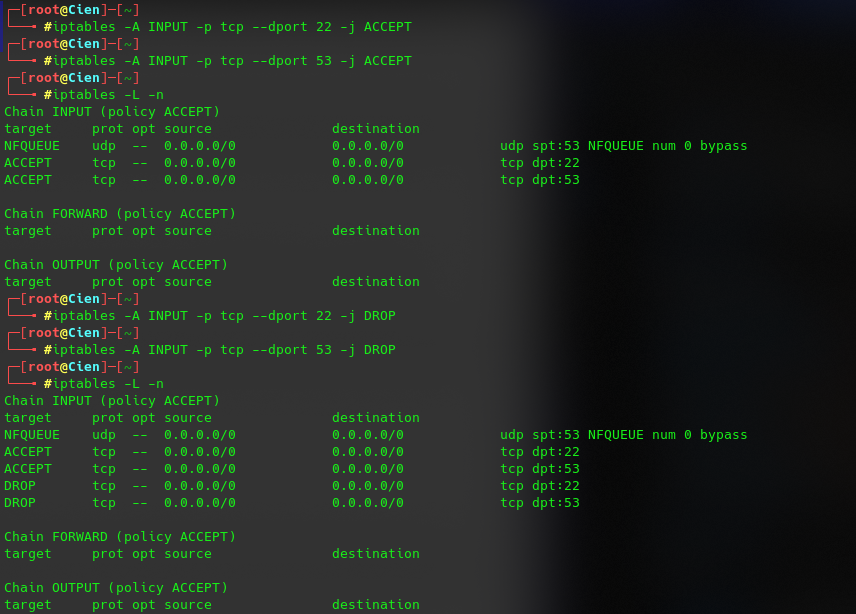 ┌─[root@Cien]─[~]
└──╼ #iptables -A INPUT -p tcp --dport 22 -j ACCEPT
┌─[root@Cien]─[~]
└──╼ #iptables -A INPUT -p tcp --dport 53 -j ACCEPT
┌─[root@Cien]─[~]
└──╼ #iptables -L -n
Chain INPUT (policy ACCEPT)
target     prot opt source               destination
NFQUEUE    udp  --  0.0.0.0/0            0.0.0.0/0            udp spt:53 NFQUEUE num 0 bypass
ACCEPT     tcp  --  0.0.0.0/0            0.0.0.0/0            tcp dpt:22
ACCEPT     tcp  --  0.0.0.0/0            0.0.0.0/0            tcp dpt:53

Chain FORWARD (policy ACCEPT)
target     prot opt source               destination

Chain OUTPUT (policy ACCEPT)
target     prot opt source               destination
┌─[root@Cien]─[~]
└──╼ #iptables -A INPUT -p tcp --dport 22 -j DROP
┌─[root@Cien]─[~]
└──╼ #iptables -A INPUT -p tcp --dport 53 -j DROP
┌─[root@Cien]─[~]
└──╼ #iptables -L -n
Chain INPUT (policy ACCEPT)
target     prot opt source               destination
NFQUEUE    udp  --  0.0.0.0/0            0.0.0.0/0            udp spt:53 NFQUEUE num 0 bypass
ACCEPT     tcp  --  0.0.0.0/0            0.0.0.0/0            tcp dpt:22
ACCEPT     tcp  --  0.0.0.0/0            0.0.0.0/0            tcp dpt:53
DROP       tcp  --  0.0.0.0/0            0.0.0.0/0            tcp dpt:22
DROP       tcp  --  0.0.0.0/0            0.0.0.0/0            tcp dpt:53

Chain FORWARD (policy ACCEPT)
target     prot opt source               destination

Chain OUTPUT (policy ACCEPT)
target     prot opt source               destination